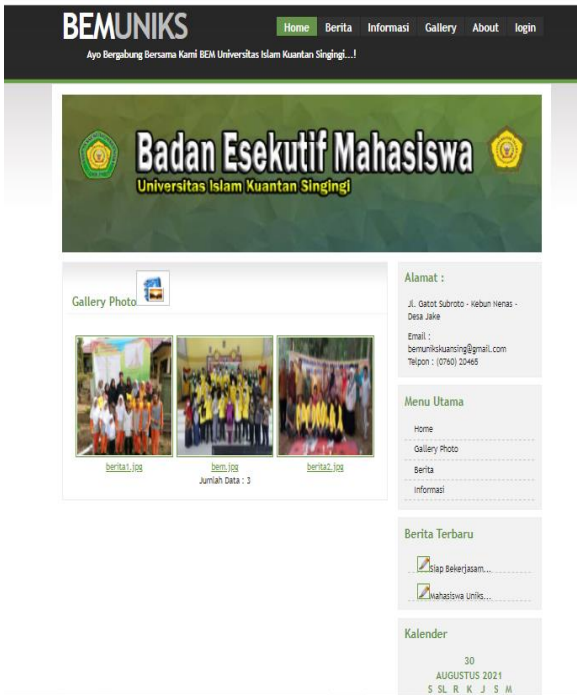 BEMUNIKS
Home Berita Informasi Gallery About login
Ayo Bergabung Bersama Kami BEM Universitas Islam Kuantan Singingi...!
Badan Esekutif Mahasiswa
Universitas Islam Kuantan Singingi
Gallery Photo
berita1.jpg bem.jpg berita2.jpg
Jumlah Data : 3
Alamat :
Jl. Gatot Subroto - Kebun Nenas -
Desa Jake
Email :
bemunikskuansing@gmail.com
Telpon : (0760) 20465
Menu Utama
Home
Gallery Photo
Berita
Informasi
Berita Terbaru
Siap Bekerjasam...
Mahasiswa Uniks...
Kalender
30
AUGUSTUS 2021
S SL R K J S M